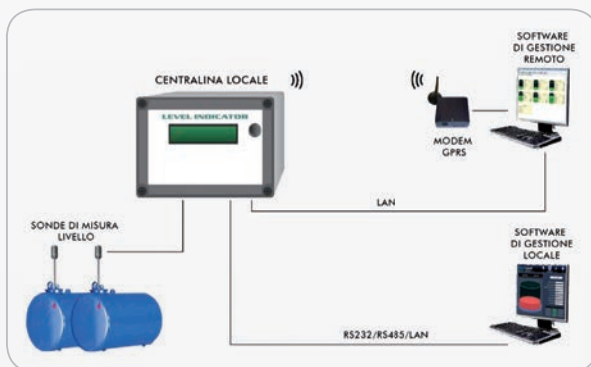 SOFTWARE
DI GESTIONE
REMOTO
CENTRALINA LOCALE
LEVEL INDICATOR
MODEM
GPRS
LAN
SONDE DI MISURA
LIVELLO
SOFTWARE
DI GESTIONE
LOCALE
RS232/RS485/LAN